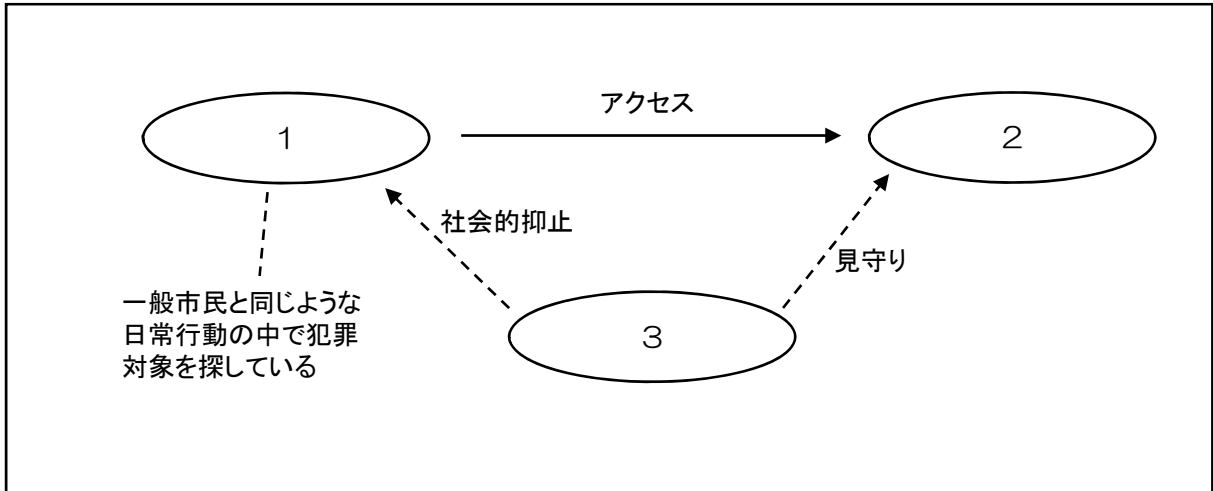 アクセス
１
２
社会的抑止
見守り
一般市民と同じような
日常行動の中で犯罪
対象を探している
３